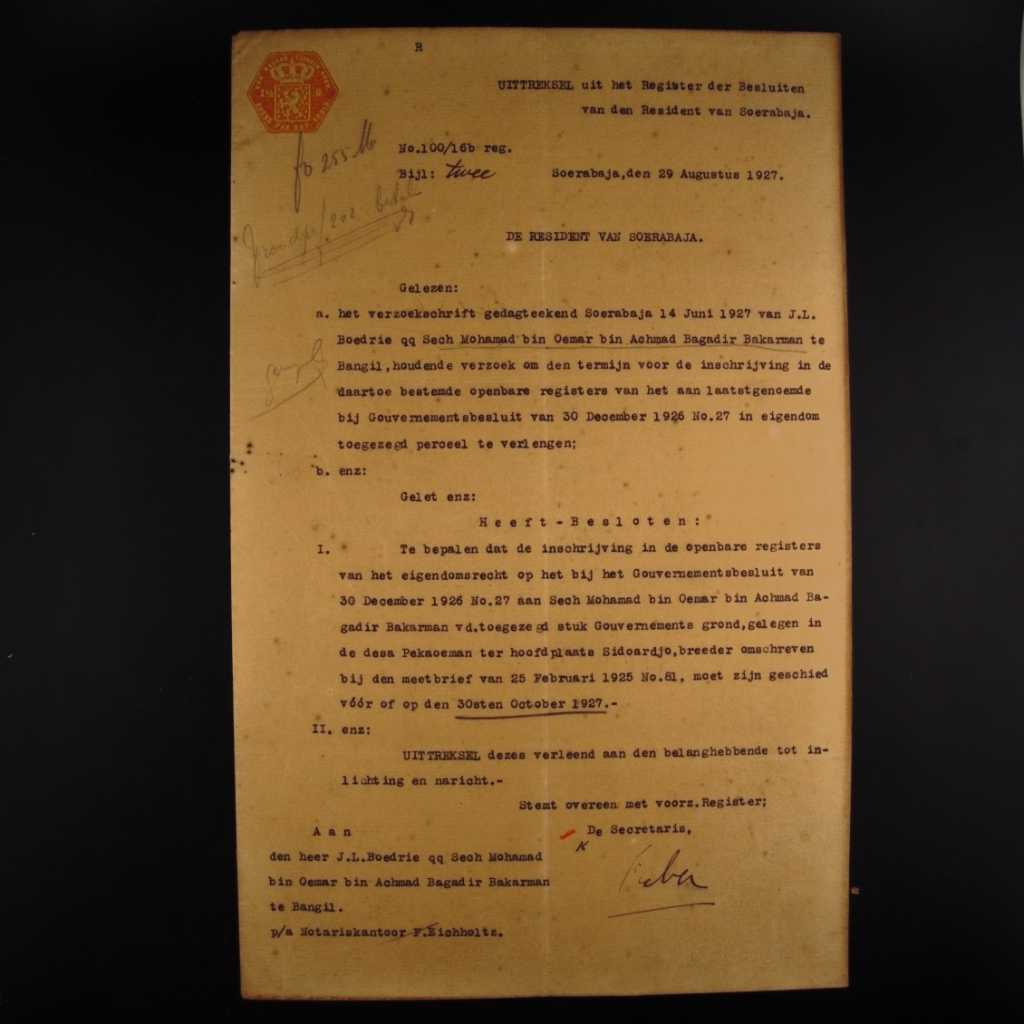 R
UITTREKSEL uit het Register der Besluiten
van den Resident van Soerabaja.
No.100/16b reg.
Bijl: twee
Soerabaja,den 29 Augustus 1927.
DE RESIDENT VAN SOERABAJA.
Gelezen:
a. het verzoekschrift gedagteekend Soerabaja 14 Juni 1927 van J.L.
Boedrie qq Sech Mohamad bin Oemar bin Achmad Bagadir Bakarman te
Bangil,houdende verzoek om den termijn voor de inschrijving in de
daartoe bestemde openbare registers van het aan laatstgenoemde
bij Gouvernementsbesluit van 30 December 1926 No.27 in eigendom
toegezegd perceel te verlengen;
b. enz:
Gelet enz:
Heeft-Besloten:
I. Te bepalen dat de inschrijving in de openbare registers
van het eigendomsrecht op het bij het Gouvernementsbesluit van
30 December 1926 No.27 aan Sech Mohamad bin Oemar bin Achmad Ba-
gadir Bakarman vd.toegezegd stuk Gouvernements grond,gelegen in
de desa Pekaoeman ter hoofdplaats Sidoardjo,breeder omschreven
bij den meetbrief van 25 Februari 1925 No.81, moet zijn geschied
vóór of op den 30sten October 1927.-
II. enz:
UITTREKSEL dezes verleend aan den belanghebbende tot in-
lichting en naricht.-
Stemt overeen met voorz.Register;
De Secretaris,
Aan
den heer J.L.Boedrie qq Sech Mohamad
bin Oemar bin Achmad Bagadir Bakarman
te Bangil.
p/a Notariskantoor F.Eichholtz.